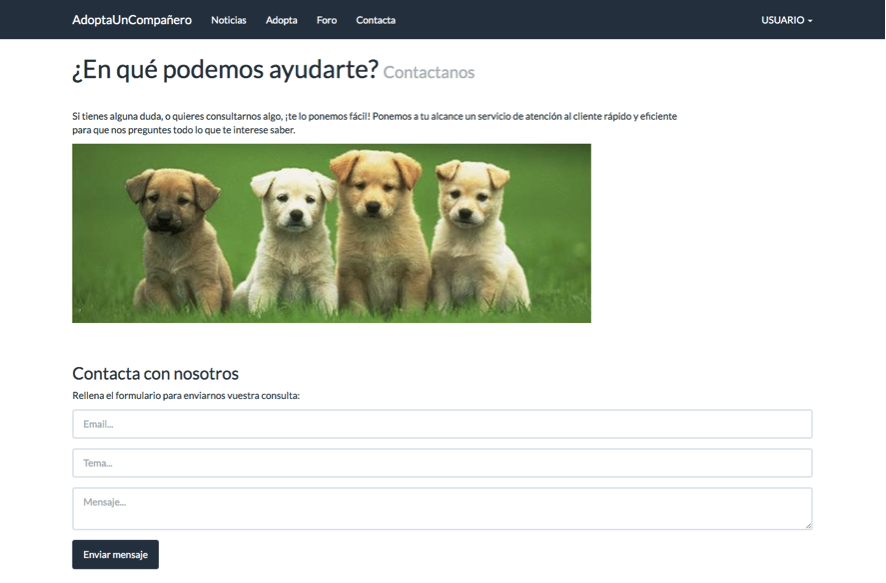 AdoptaUnCompañero Noticias Adopta Foro Contacta USUARIO
¿En qué podemos ayudarte? Contactanos
Si tienes alguna duda, o quieres consultarnos algo, ¡te lo ponemos fácil! Ponemos a tu alcance un servicio de atención al cliente rápido y eficiente
para que nos preguntes todo lo que te interese saber.
Contacta con nosotros
Rellena el formulario para enviarnos vuestra consulta:
Email...
Tema...
Mensaje...
Enviar mensaje